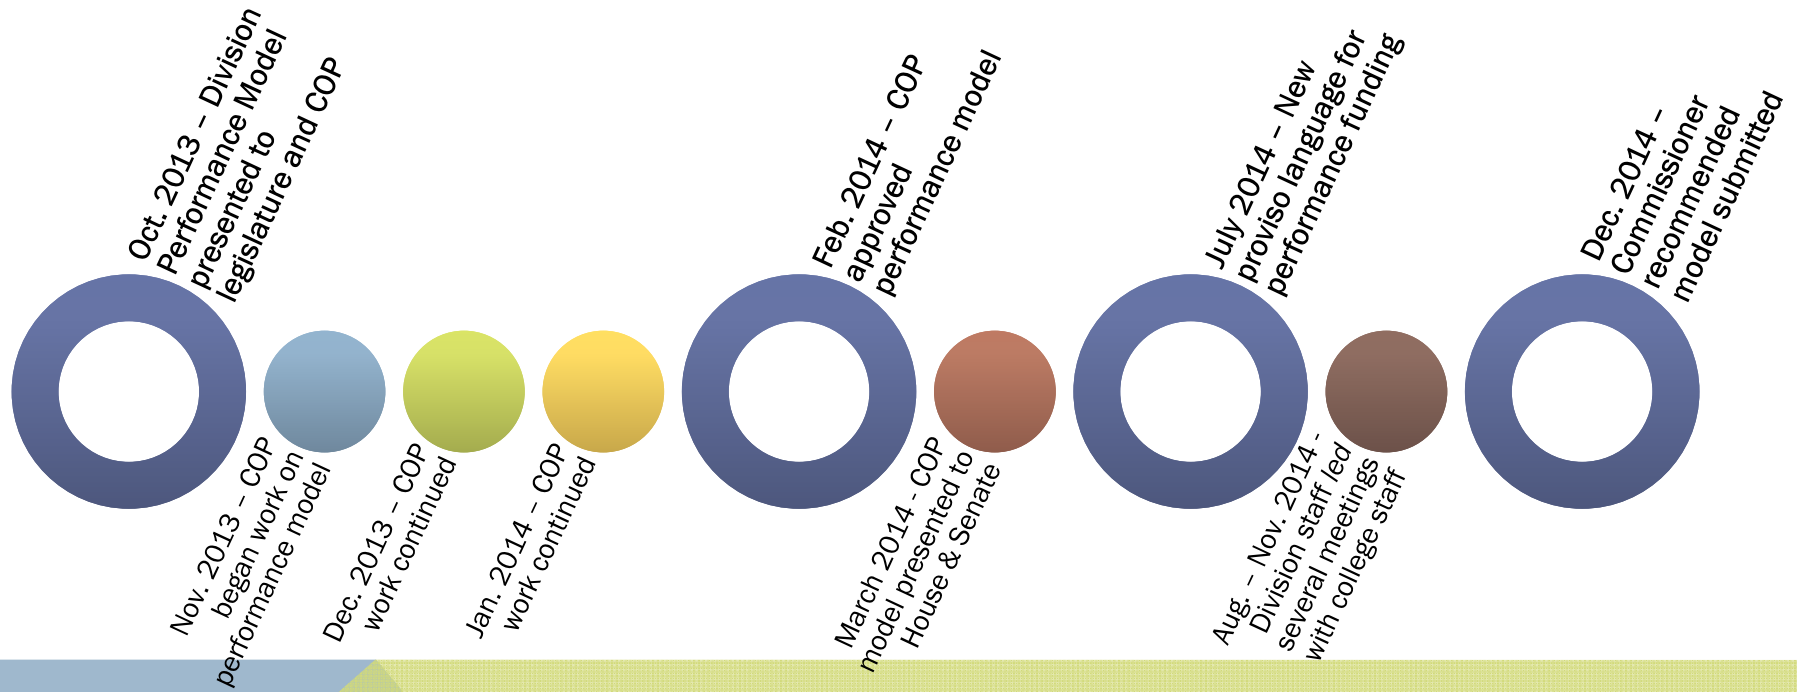 Oct. 2013 – Division
Performance Model
presented to
legislature and COP
Nov. 2013 – COP
began work on
performance model
Dec. 2013 – COP
work continued
Jan. 2014 – COP
work continued
Feb. 2014 – COP
approved
performance model
March 2014 - COP
model presented to
House & Senate
July 2014 – New
proviso language for
performance funding
Aug. – Nov. 2014 -
Division staff led
several meetings
with college staff
Dec. 2014 –
Commissioner
recommended
model submitted